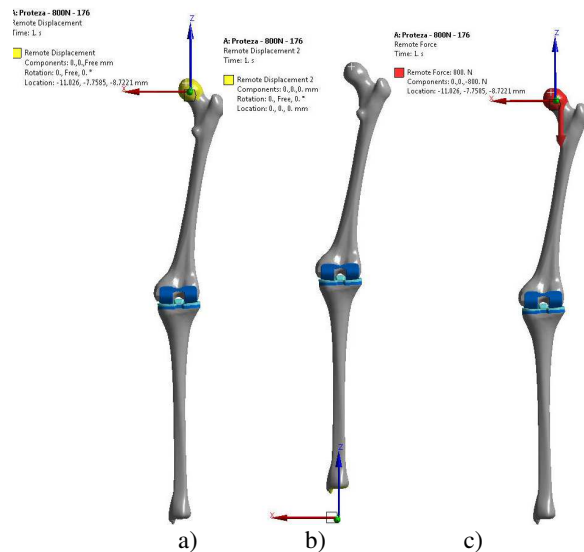 A: Proteza - 800N - 176
Remote Displacement
Time: 1. s
Remote Displacement
Components: 0.,0.,Free mm
Rotation: 0., Free, 0. °
Location: -11.026, -7.7585, -8.7221 mm
Z
X
A: Proteza - 800N - 176
Remote Displacement 2
Time: 1. s
Remote Displacement 2
Components: 0.,0.,0. mm
Rotation: 0., Free, 0. °
Location: 0., 0., 0. mm
Z
X
A: Proteza - 800N - 176
Remote Force
Time: 1. s
Remote Force: 800. N
Components: 0.,0.,-800. N
Location: -11.026, -7.7585, -8.7221 mm
Z
X
a)
b)
c)